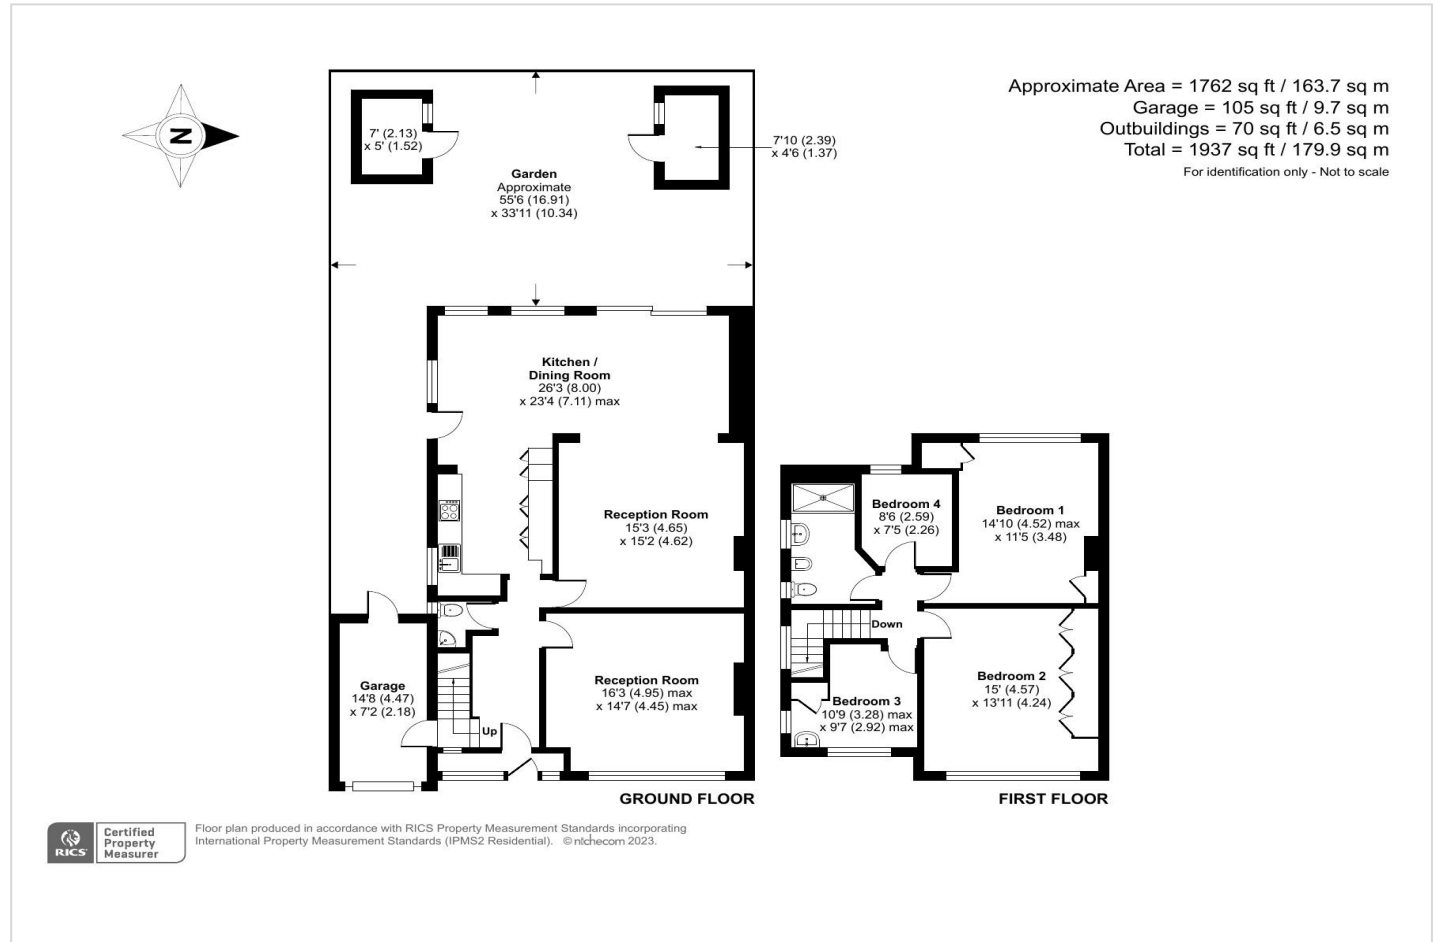 Approximate Area = 1762 sq ft / 163.7 sq m
Garage = 105 sq ft / 9.7 sq m
Outbuildings = 70 sq ft / 6.5 sq m
Total = 1937 sq ft / 179.9 sq m
For identification only - Not to scale
N
7' (2.13)
x 5' (1.52)
7'10 (2.39)
x 4'6 (1.37)
Garden
Approximate
55'6 (16.91)
x 33'11 (10.34)
Kitchen /
Dining Room
26'3 (8.00)
x 23'4 (7.11) max
Reception Room
15'3 (4.65)
x 15'2 (4.62)
Reception Room
16'3 (4.95) max
x 14'7 (4.45) max
Garage
14'8 (4.47)
x 7'2 (2.18)
Up
GROUND FLOOR
Bedroom 4
8'6 (2.59)
x 7'5 (2.26)
Bedroom 1
14'10 (4.52) max
x 11'5 (3.48)
Down
Bedroom 2
15' (4.57)
x 13'11 (4.24)
Bedroom 3
10'9 (3.28) max
x 9'7 (2.92) max
FIRST FLOOR
RICS
Certified
Property
Measurer
Floor plan produced in accordance with RICS Property Measurement Standards incorporating
International Property Measurement Standards (IPMS2 Residential). © nichecom 2023.